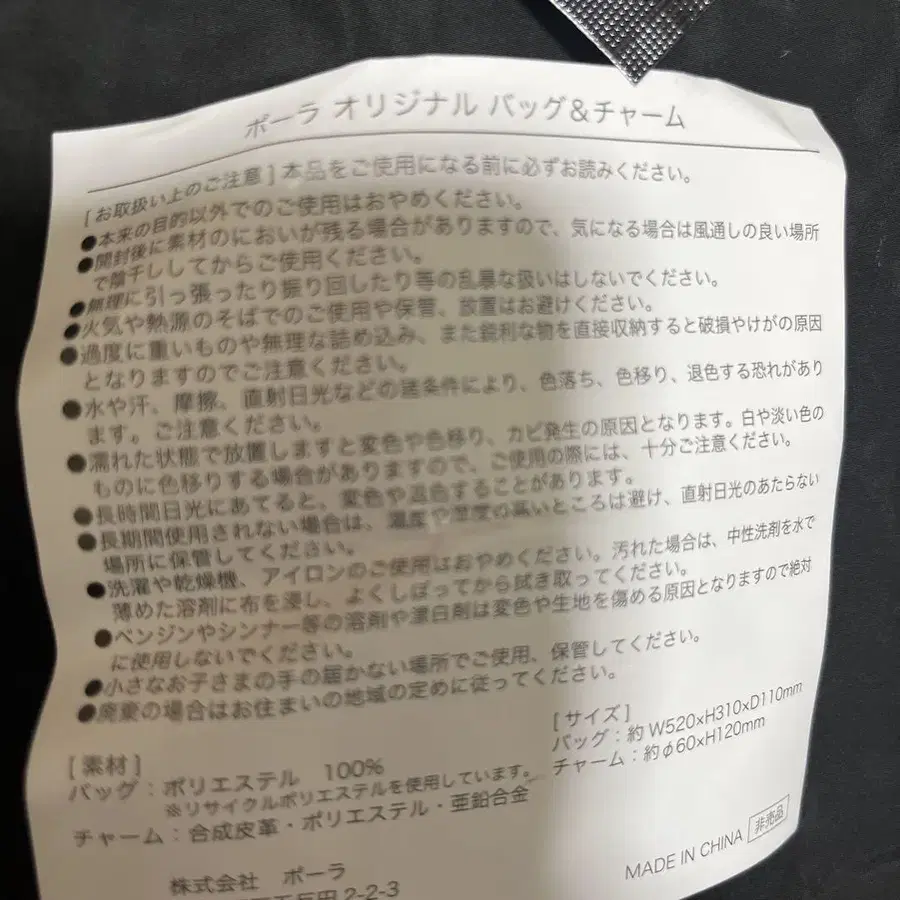 ポーラ オリジナル バッグ&チャーム
[お取扱い上のご注意] 本品をご使用になる前に必ずお読みください。
●本来の目的以外でのご使用はおやめください。
●開封後に素材のにおいが残る場合がありますので、気になる場合は風通しの良い場所
で陰干ししてからご使用ください。
●無理に引っ張ったり振り回したり等の乱暴な扱いはしないでください。
●火気や熱源のそばでのご使用や保管、放置はお避けください。
●過度に重いものや無理な詰め込み、また鋭利な物を直接収納すると破損やけがの原因
となりますのでご注意ください。
●水や汗、摩擦、直射日光などの諸条件により、色落ち、色移り、退色する恐れがあり
ます。ご注意ください。
●濡れた状態で放置しますと変色や色移り、カビ発生の原因となります。白や淡い色の
ものに色移りする場合がありますので、ご使用の際には、十分ご注意ください。
●長時間日光にあてると、変色や退色することがあります。
●長期間使用されない場合は、温度や湿度の高いところは避け、直射日光のあたらない
場所に保管してください。
●洗濯や乾燥機、アイロンのご使用はおやめください。汚れた場合は、中性洗剤を水で
薄めた溶剤に布を浸し、よくしぼってから拭き取ってください。
●ベンジンやシンナー等の溶剤や漂白剤は変色や生地を傷める原因となりますので絶対
に使用しないでください。
●小さなお子さまの手の届かない場所でご使用、保管してください。
●廃棄の場合はお住まいの地域の定めに従ってください。
[素材]
バッグ:ポリエステル 100%
※リサイクルポリエステルを使用しています。
チャーム:合成皮革・ポリエステル・亜鉛合金
[サイズ]
バッグ:約 W520×H310×D110mm
チャーム:約φ60×H120mm
MADE IN CHINA 非売品
株式会社 ポーラ
五反田2-2-3